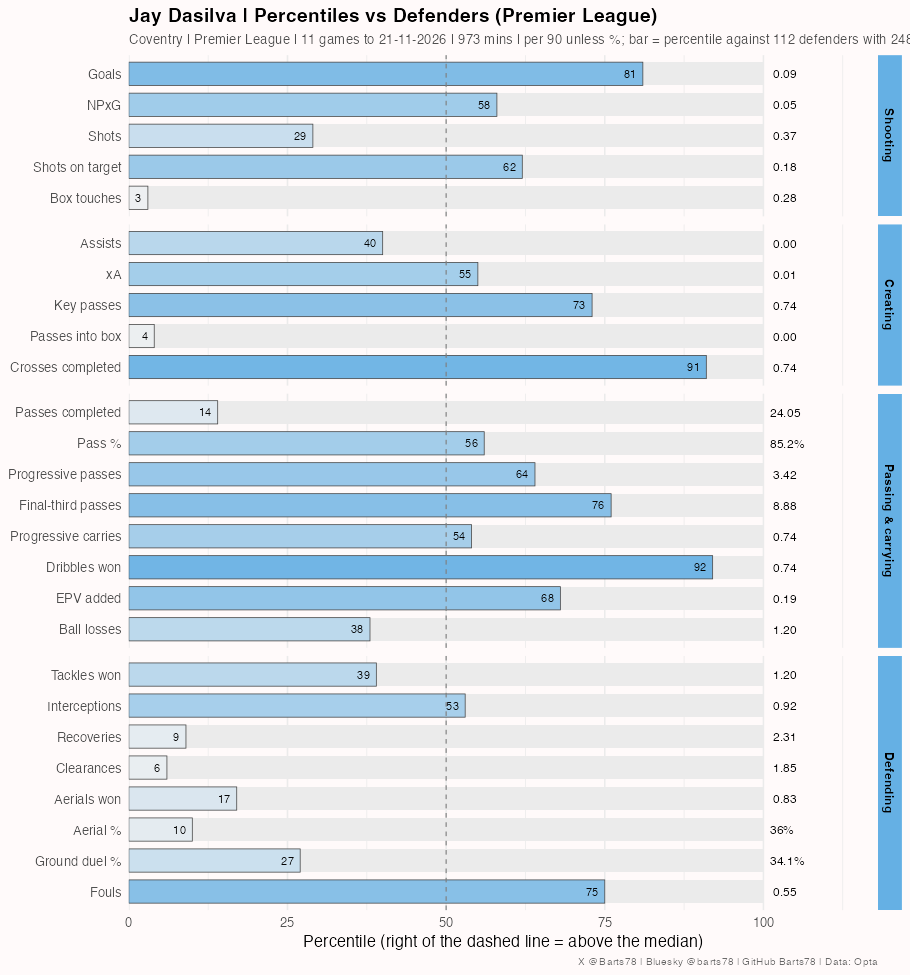 Jay Dasilva | Percentiles vs Defenders (Premier League)
Coventry | Premier League | 11 games to 21-11-2026 | 973 mins | per 90 unless %; bar = percentile against 112 defenders with 248
Goals 81 0.09
NPxG 58 0.05
Shots 29 0.37
Shots on target 62 0.18
Box touches 3 0.28
Shooting
Assists 40 0.00
xA 55 0.01
Key passes 73 0.74
Passes into box 4 0.00
Crosses completed 91 0.74
Creating
Passes completed 14 24.05
Pass % 56 85.2%
Progressive passes 64 3.42
Final-third passes 76 8.88
Progressive carries 54 0.74
Dribbles won 92 0.74
EPV added 68 0.19
Ball losses 38 1.20
Passing & carrying
Tackles won 39 1.20
Interceptions 53 0.92
Recoveries 9 2.31
Clearances 6 1.85
Aerials won 17 0.83
Aerial % 10 36%
Ground duel % 27 34.1%
Fouls 75 0.55
Defending
0 25 50 75 100
Percentile (right of the dashed line = above the median)
X @Barts78 | Bluesky @barts78 | GitHub Barts78 | Data: Opta